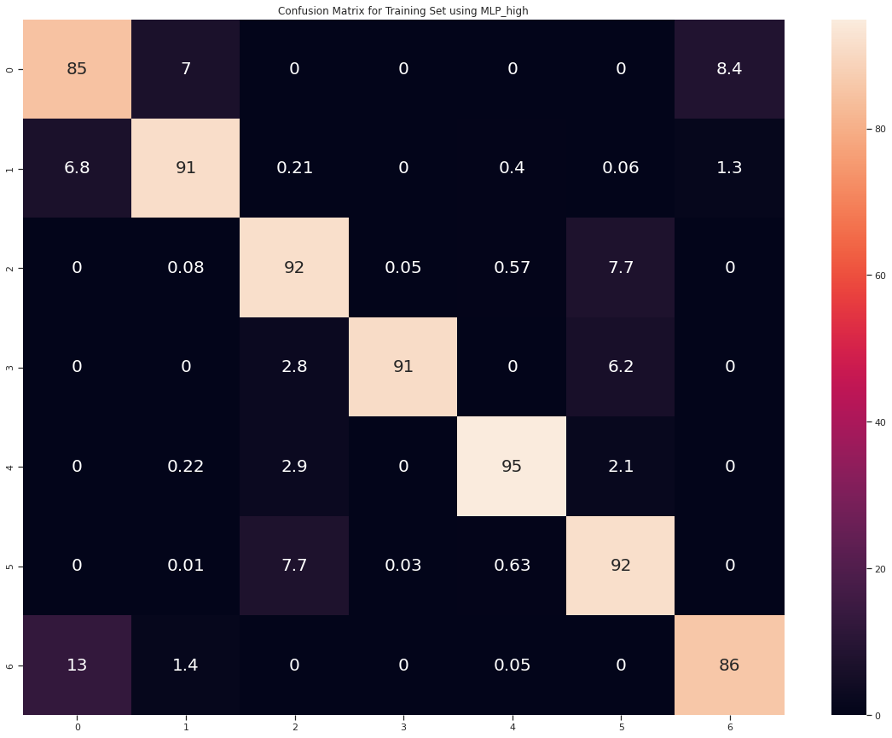 Confusion Matrix for Training Set using MLP_high
0 85 7 0 0 0 0 8.4
1 6.8 91 0.21 0 0.4 0.06 1.3
2 0 0.08 92 0.05 0.57 7.7 0
3 0 0 2.8 91 0 6.2 0
4 0 0.22 2.9 0 95 2.1 0
5 0 0.01 7.7 0.03 0.63 92 0
6 13 1.4 0 0 0.05 0 86
0 1 2 3 4 5 6
80
60
40
20
0